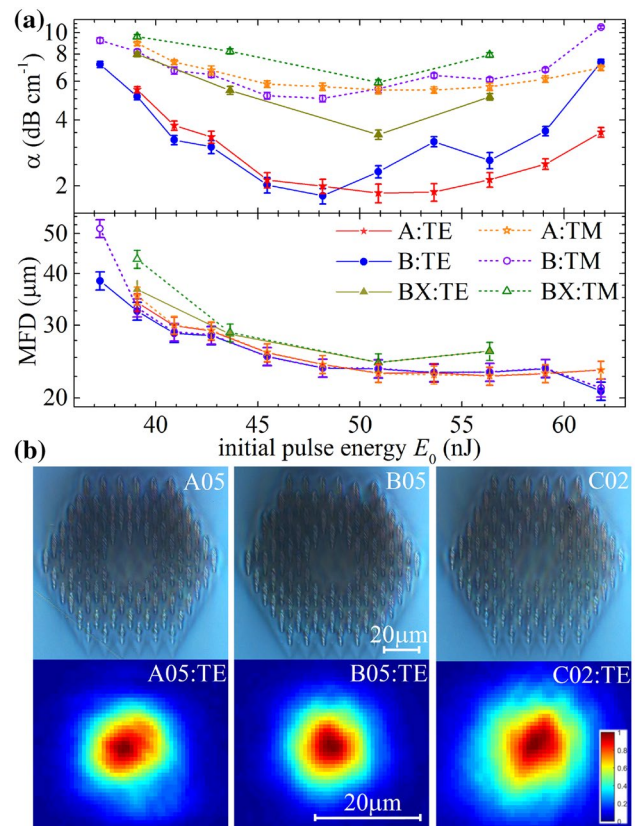 (a)
α (dB cm⁻¹)
10
8
6
4
2
A:TE
A:TM
B:TE
B:TM
BX:TE
BX:TM
MFD (μm)
50
40
30
20
40
45
50
55
60
initial pulse energy E₀ (nJ)
(b)
A05
B05
C02
20μm
A05:TE
B05:TE
C02:TE
20μm
1
0.8
0.6
0.4
0.2
0